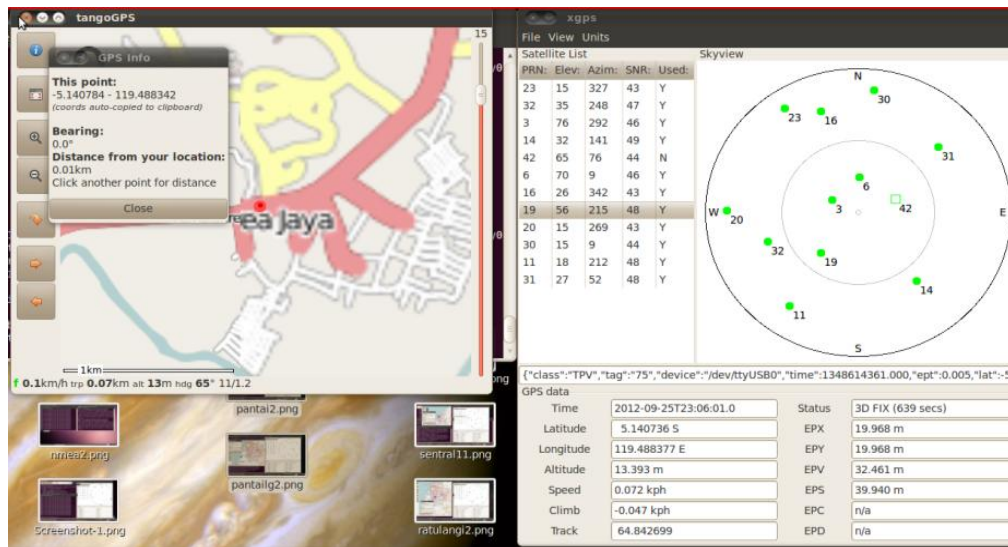 tangoGPS
15
GPS Info
This point:
-5.140784 - 119.488342
(coords auto-copied to clipboard)
Bearing:
0.0°
Distance from your location:
0.01km
Click another point for distance
Close
ea Jaya
1km
f 0.1km/h trp 0.07km alt 13m hdg 65° 11/1.2
pantai2.png
nmea2.png
pantailg2.png
sentral11.png
Screenshot-1.png
ratulangi2.png
xgps
File View Units
Satellite List
PRN: Elev: Azim: SNR: Used:
23 15 327 43 Y
32 35 248 47 Y
3 76 292 46 Y
14 32 141 49 Y
42 65 76 44 N
6 70 9 46 Y
16 26 342 43 Y
19 56 215 48 Y
20 15 269 43 Y
30 15 9 44 Y
11 18 212 48 Y
31 27 52 48 Y
Skyview
N
30
23 16
31
6
3 42
W 20 E
32
19
14
11
S
{"class":"TPV","tag":"75","device":"/dev/ttyUSB0","time":1348614361.000,"ept":0.005,"lat":-5
GPS data
Time 2012-09-25T23:06:01.0 Status 3D FIX (639 secs)
Latitude 5.140736 S EPX 19.968 m
Longitude 119.488377 E EPY 19.968 m
Altitude 13.393 m EPV 32.461 m
Speed 0.072 kph EPS 39.940 m
Climb -0.047 kph EPC n/a
Track 64.842699 EPD n/a